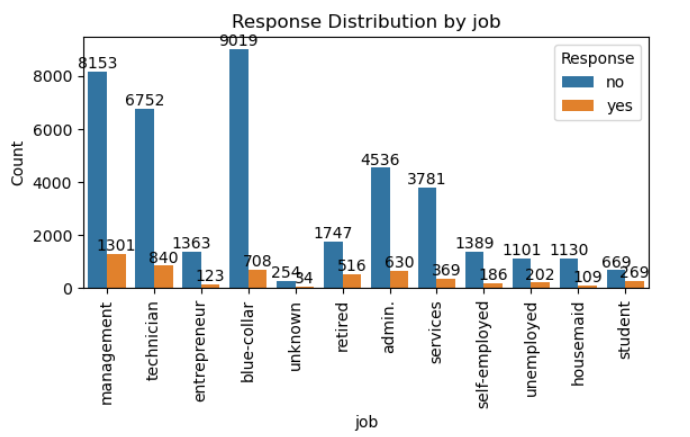 Response Distribution by job
9019
8153
6752
4536
3781
1747
1363
1301
840
123
708
254
34
516
630
369
1389
186
1101
202
1130
109
669
269
Response
no
yes
Count
8000
6000
4000
2000
0
management
technician
entrepreneur
blue-collar
unknown
retired
admin.
services
self-employed
unemployed
housemaid
student
job